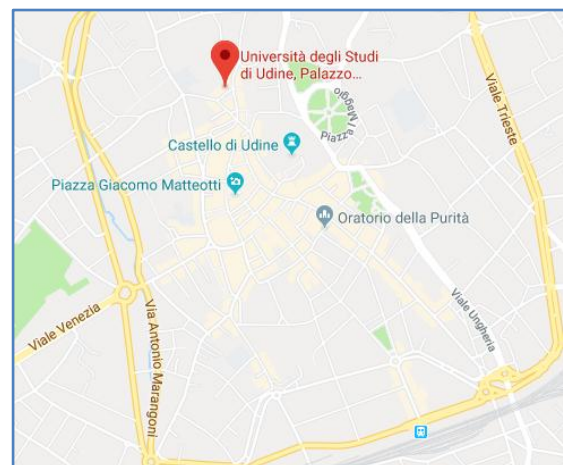 Università degli Studi
di Udine, Palazzo...
Viale Trieste
Piazza I
Maggio
Castello di Udine
Piazza Giacomo Matteotti
Oratorio della Purità
Viale Venezia
Via Antonio Marangoni
Viale Ungheria